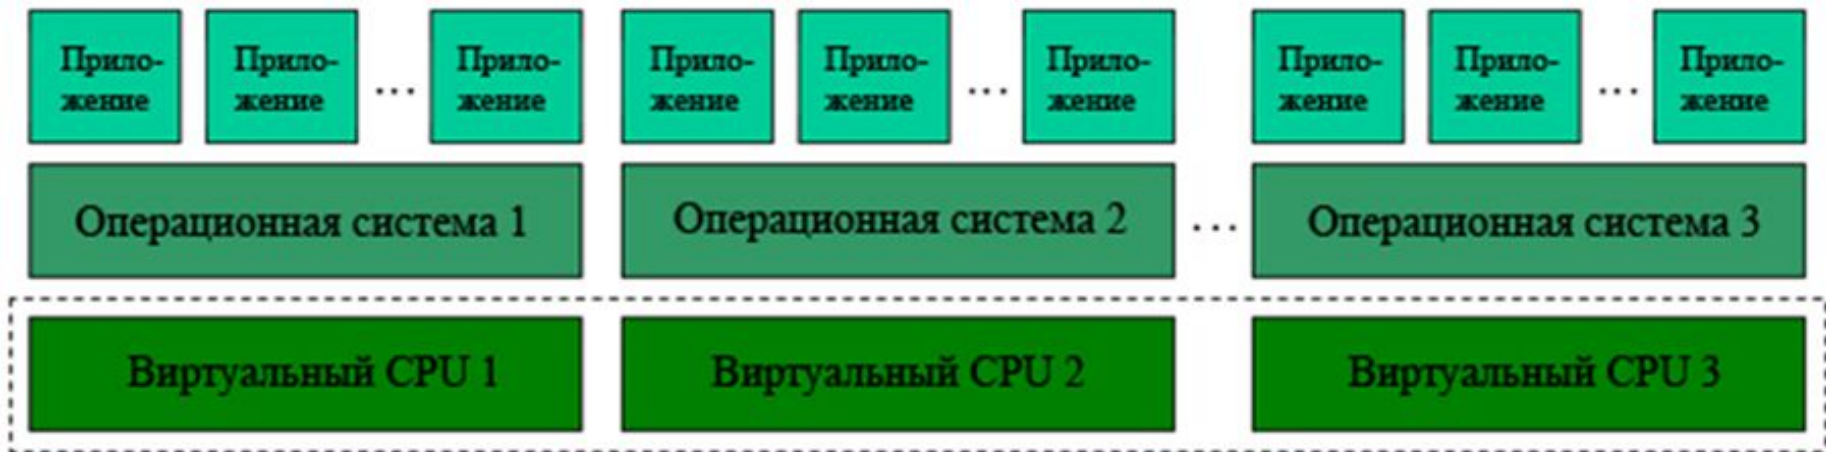 Прило-
жение
Прило-
жение
...
Прило-
жение
Прило-
жение
Прило-
жение
...
Прило-
жение
Прило-
жение
Прило-
жение
...
Прило-
жение
Операционная система 1
Операционная система 2
...
Операционная система 3
Виртуальный CPU 1
Виртуальный CPU 2
Виртуальный CPU 3